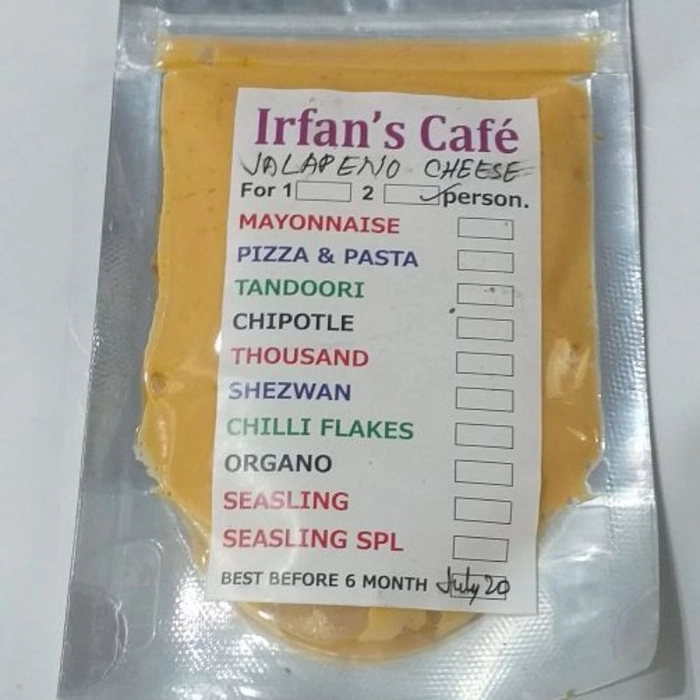 Irfan's Café
JALAPENO CHEESE
For 1 2 person.
MAYONNAISE
PIZZA & PASTA
TANDOORI
CHIPOTLE
THOUSAND
SHEZWAN
CHILLI FLAKES
ORGANO
SEASLING
SEASLING SPL
BEST BEFORE 6 MONTH July 20